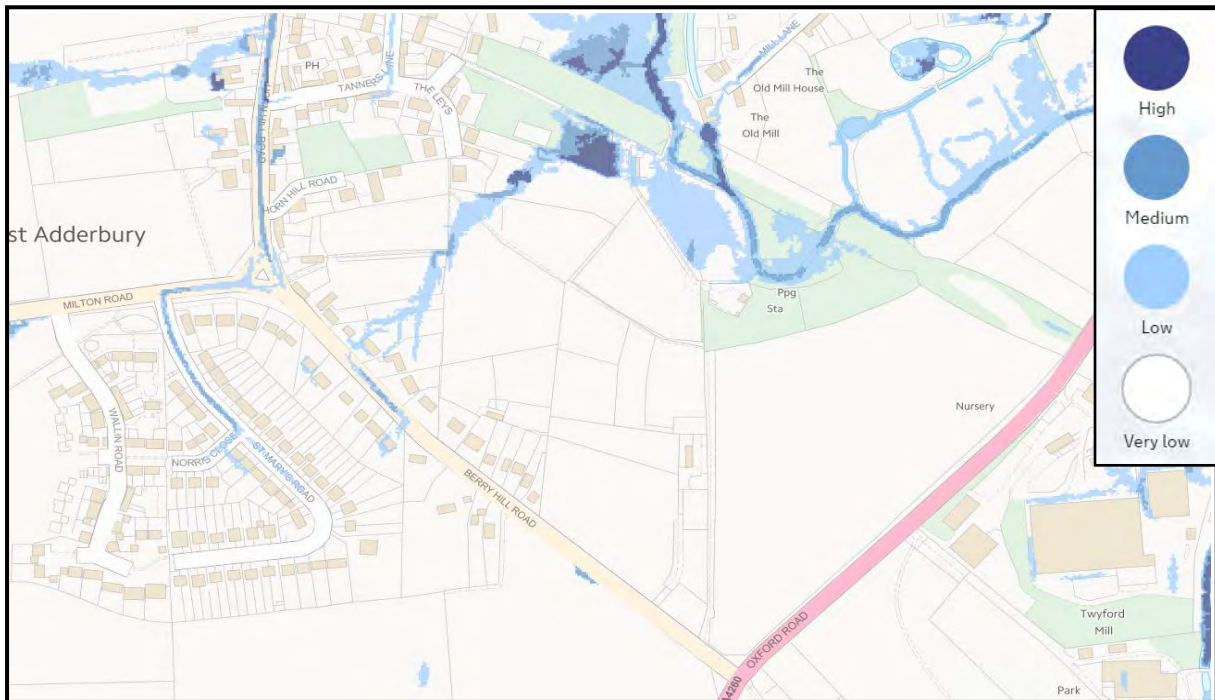 PH
TANNERS LANE
THE LEYS
HORN HILL ROAD
MILL LANE
The
Old Mill House
The
Old Mill
st Adderbury
MILTON ROAD
WALLIN ROAD
NORRIS CLOSE
ST MARY'S ROAD
BERRY HILL ROAD
Ppg
Sta
Nursery
OXFORD ROAD
A4260
Twyford
Mill
Park
High
Medium
Low
Very low